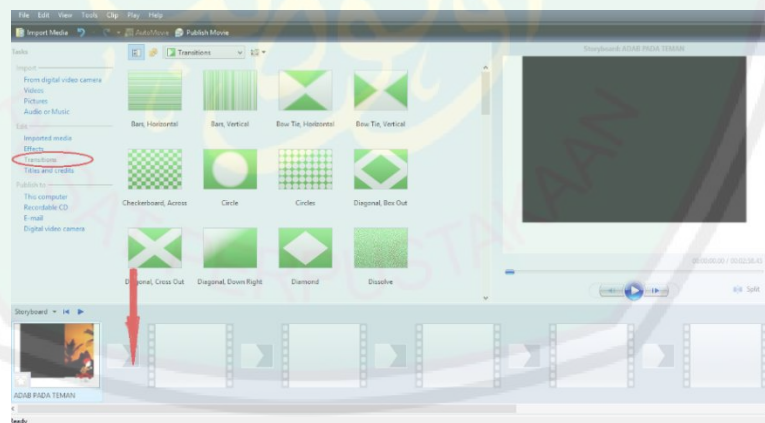 File Edit View Tools Clip Play Help
Import Media AutoMovie Publish Movie
Tasks
Transitions
Storyboard: ADAB PADA TEMAN
Import
From digital video camera
Videos
Pictures
Audio or Music
Edit
Imported media
Effects
Transitions
Titles and credits
Publish to
This computer
Recordable CD
E-mail
Digital video camera
Bars, Horizontal Bars, Vertical Bow Tie, Horizontal Bow Tie, Vertical
Checkerboard, Across Circle Circles Diagonal, Box Out
Diagonal, Cross Out Diagonal, Down Right Diamond Dissolve
Split
Storyboard
ADAB PADA TEMAN
Ready
PERPUSTAKAAN